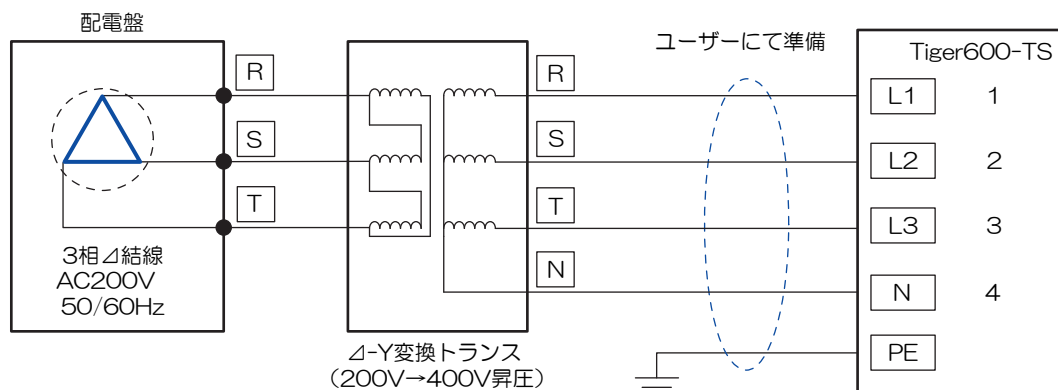 配電盤
R
S
T
3相⊿結線
AC200V
50/60Hz
R
S
T
N
⊿-Y変換トランス
（200V→400V昇圧）
ユーザーにて準備
Tiger600-TS
L1 1
L2 2
L3 3
N 4
PE